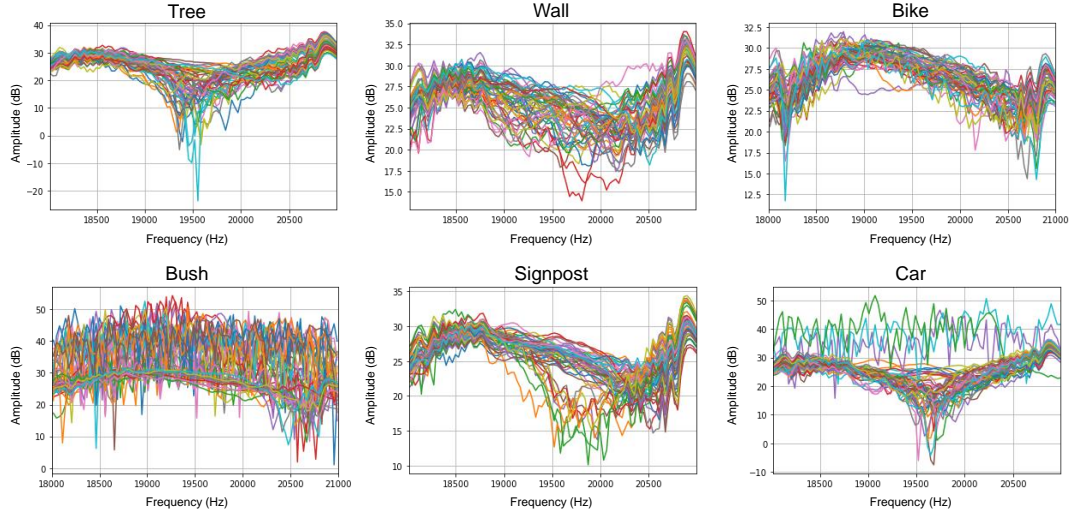 Tree
Amplitude (dB)
40
30
20
10
0
−10
−20
18500 19000 19500 20000 20500
Frequency (Hz)
Wall
Amplitude (dB)
35.0
32.5
30.0
27.5
25.0
22.5
20.0
17.5
15.0
18500 19000 19500 20000 20500
Frequency (Hz)
Bike
Amplitude (dB)
32.5
30.0
27.5
25.0
22.5
20.0
17.5
15.0
12.5
18000 18500 19000 19500 20000 20500 21000
Frequency (Hz)
Bush
Amplitude (dB)
50
40
30
20
10
0
18000 18500 19000 19500 20000 20500 21000
Frequency (Hz)
Signpost
Amplitude (dB)
35
30
25
20
15
10
18500 19000 19500 20000 20500
Frequency (Hz)
Car
Amplitude (dB)
50
40
30
20
10
0
−10
18500 19000 19500 20000 20500
Frequency (Hz)